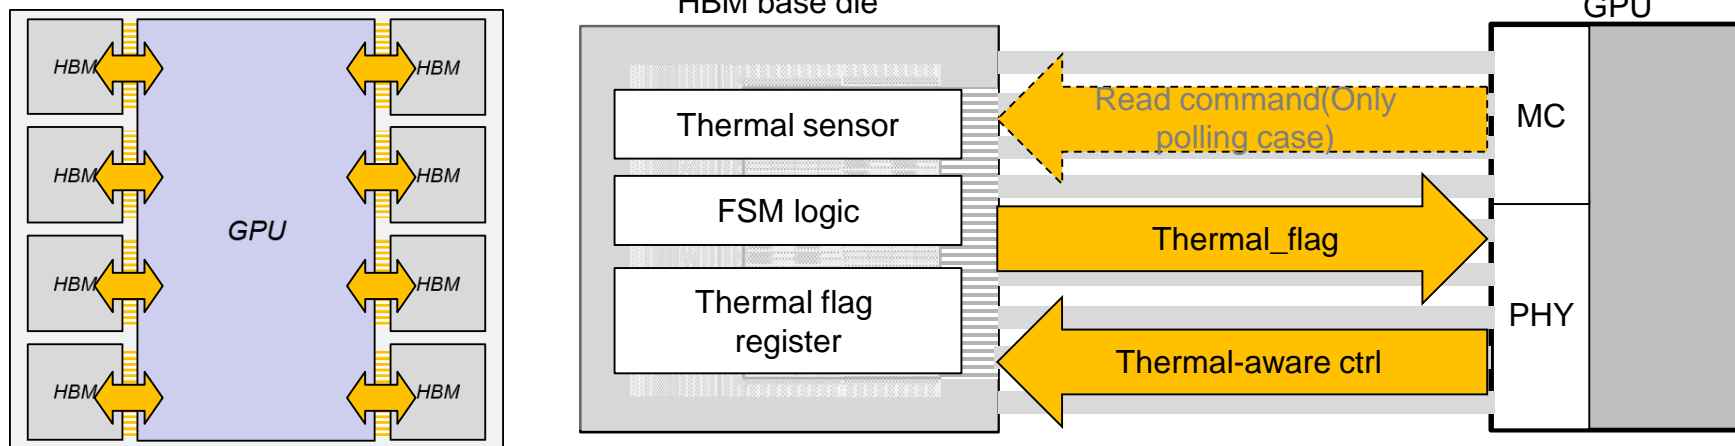 HBM
HBM
HBM
HBM
GPU
HBM
HBM
HBM
HBM
HBM base die
Thermal sensor
FSM logic
Thermal flag
register
Read command(Only
polling case)
Thermal_flag
Thermal-aware ctrl
GPU
MC
PHY